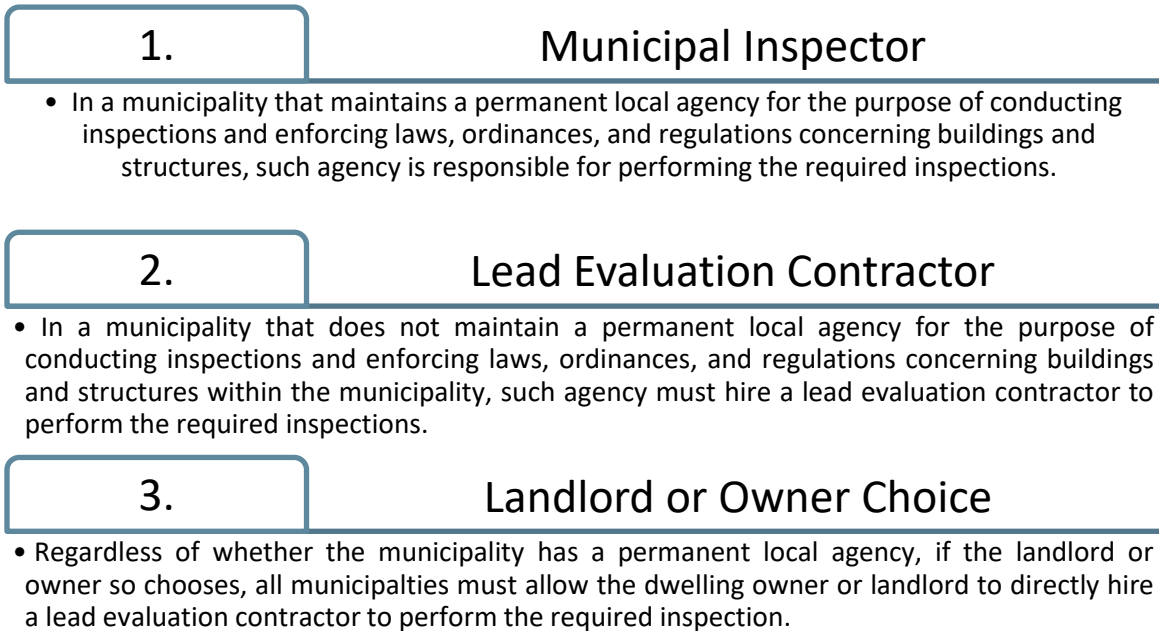 1. Municipal Inspector
• In a municipality that maintains a permanent local agency for the purpose of conducting
inspections and enforcing laws, ordinances, and regulations concerning buildings and
structures, such agency is responsible for performing the required inspections.
2. Lead Evaluation Contractor
• In a municipality that does not maintain a permanent local agency for the purpose of
conducting inspections and enforcing laws, ordinances, and regulations concerning buildings
and structures within the municipality, such agency must hire a lead evaluation contractor to
perform the required inspections.
3. Landlord or Owner Choice
• Regardless of whether the municipality has a permanent local agency, if the landlord or
owner so chooses, all municipalties must allow the dwelling owner or landlord to directly hire
a lead evaluation contractor to perform the required inspection.